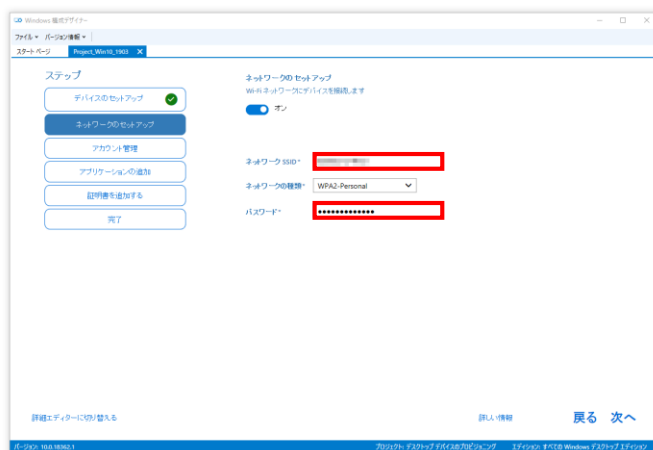 Windows 構成デザイナー
ファイル バージョン情報
スタート ページ Project_Win10_1903
ステップ
デバイスのセットアップ
ネットワークのセットアップ
アカウント管理
アプリケーションの追加
証明書を追加する
完了
ネットワークの セットアップ
Wi-Fi ネットワークにデバイスを接続します
オン
ネットワーク SSID *
ネットワークの種類* WPA2-Personal
パスワード* •••••••••••••
詳細エディターに切り替える
詳しい情報
戻る 次へ
バージョン: 10.0.18362.1
プロジェクト: デスクトップ デバイスのプロビジョニング エディション: すべての Windows デスクトップ エディション